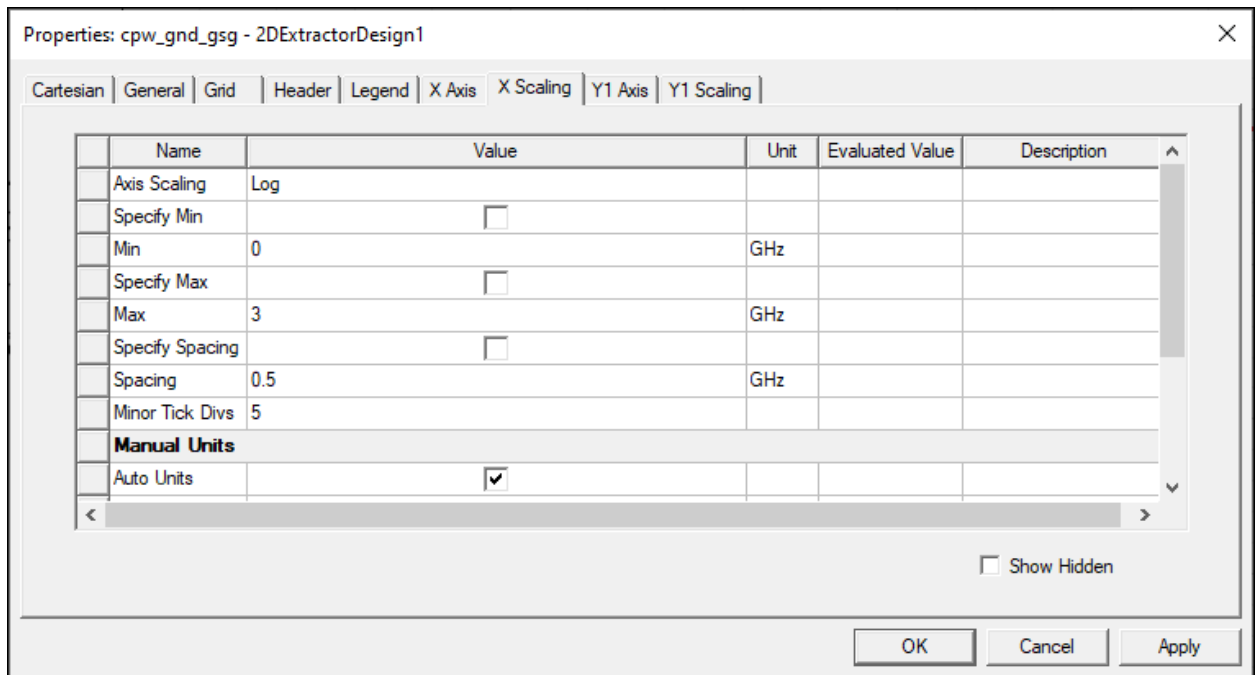 Properties: cpw_gnd_gsg - 2DExtractorDesign1
Cartesian General Grid Header Legend X Axis X Scaling Y1 Axis Y1 Scaling
Name Value Unit Evaluated Value Description
Axis Scaling Log
Specify Min
Min 0 GHz
Specify Max
Max 3 GHz
Specify Spacing
Spacing 0.5 GHz
Minor Tick Divs 5
Manual Units
Auto Units
Show Hidden
OK Cancel Apply